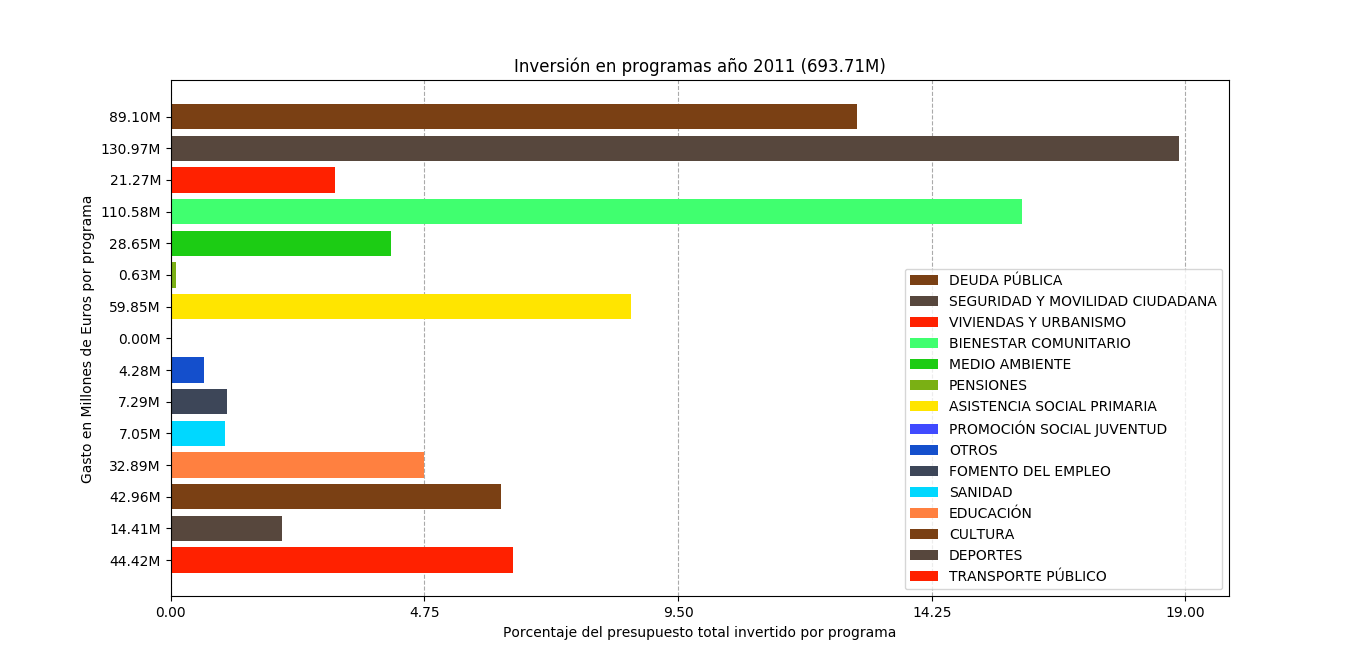 Inversión en programas año 2011 (693.71M)
Gasto en Millones de Euros por programa
89.10M
130.97M
21.27M
110.58M
28.65M
0.63M
59.85M
0.00M
4.28M
7.29M
7.05M
32.89M
42.96M
14.41M
44.42M
DEUDA PÚBLICA
SEGURIDAD Y MOVILIDAD CIUDADANA
VIVIENDAS Y URBANISMO
BIENESTAR COMUNITARIO
MEDIO AMBIENTE
PENSIONES
ASISTENCIA SOCIAL PRIMARIA
PROMOCIÓN SOCIAL JUVENTUD
OTROS
FOMENTO DEL EMPLEO
SANIDAD
EDUCACIÓN
CULTURA
DEPORTES
TRANSPORTE PÚBLICO
0.00 4.75 9.50 14.25 19.00
Porcentaje del presupuesto total invertido por programa